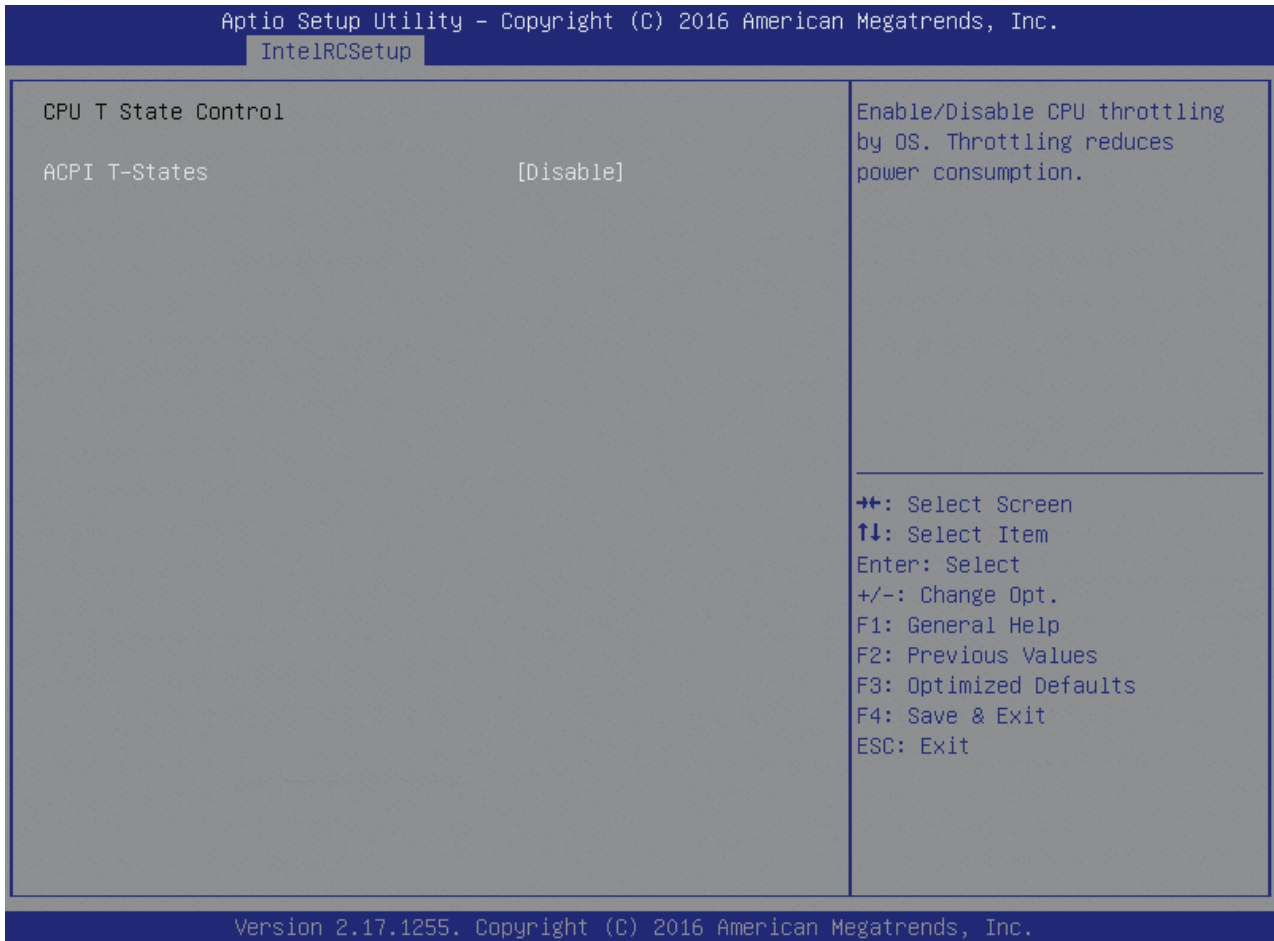 Aptio Setup Utility – Copyright (C) 2016 American Megatrends, Inc.
IntelRCSetup
CPU T State Control
ACPI T-States [Disable]
Enable/Disable CPU throttling
by OS. Throttling reduces
power consumption.
→←: Select Screen
↑↓: Select Item
Enter: Select
+/-: Change Opt.
F1: General Help
F2: Previous Values
F3: Optimized Defaults
F4: Save & Exit
ESC: Exit
Version 2.17.1255. Copyright (C) 2016 American Megatrends, Inc.